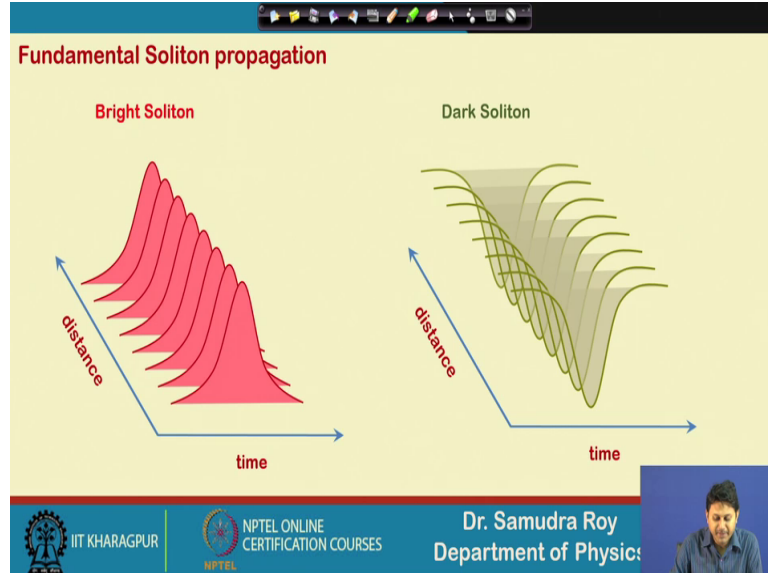 Fundamental Soliton propagation
Bright Soliton
Dark Soliton
distance
time
distance
time
IIT KHARAGPUR
NPTEL
NPTEL ONLINE
CERTIFICATION COURSES
Dr. Samudra Roy
Department of Physics